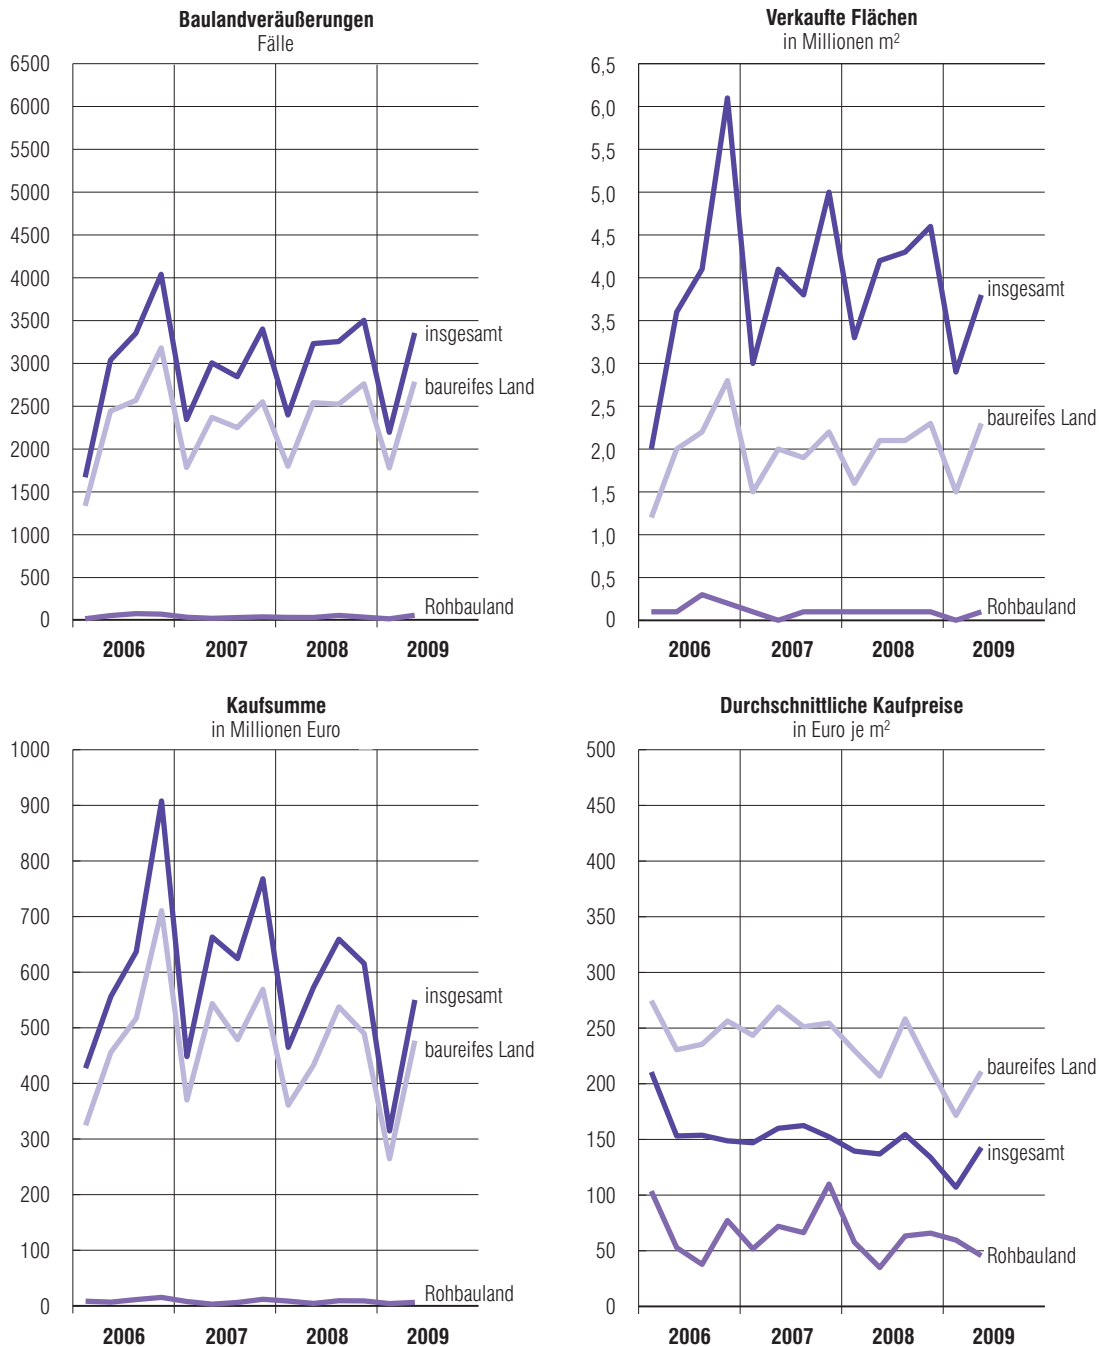 Baulandveräußerungen
Fälle
6500
6000
5500
5000
4500
4000
3500
3000
2500
2000
1500
1000
500
0
insgesamt
baureifes Land
Rohbauland
2006 2007 2008 2009
Verkaufte Flächen
in Millionen m²
6,5
6,0
5,5
5,0
4,5
4,0
3,5
3,0
2,5
2,0
1,5
1,0
0,5
0
insgesamt
baureifes Land
Rohbauland
2006 2007 2008 2009
Kaufsumme
in Millionen Euro
1000
900
800
700
600
500
400
300
200
100
0
insgesamt
baureifes Land
Rohbauland
2006 2007 2008 2009
Durchschnittliche Kaufpreise
in Euro je m²
500
450
400
350
300
250
200
150
100
50
0
baureifes Land
insgesamt
Rohbauland
2006 2007 2008 2009